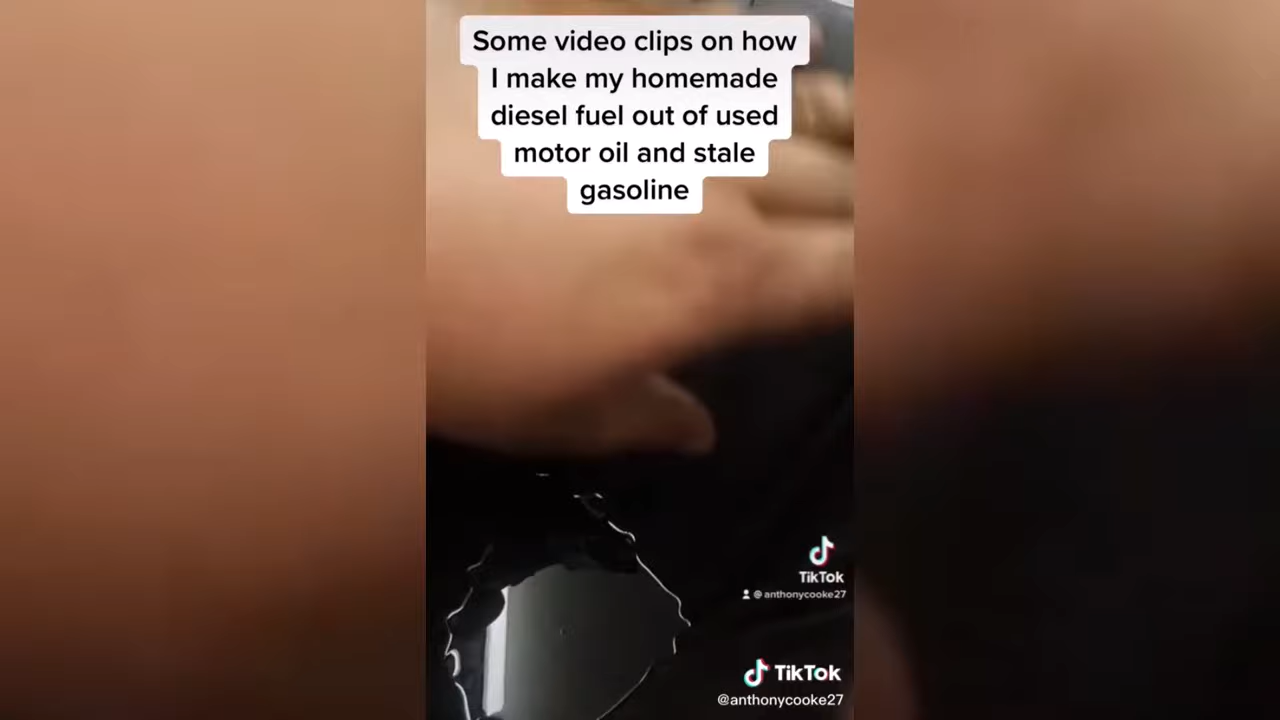 Some video clips on how
I make my homemade
diesel fuel out of used
motor oil and stale
gasoline
TikTok
@anthonycooke27
TikTok
@anthonycooke27